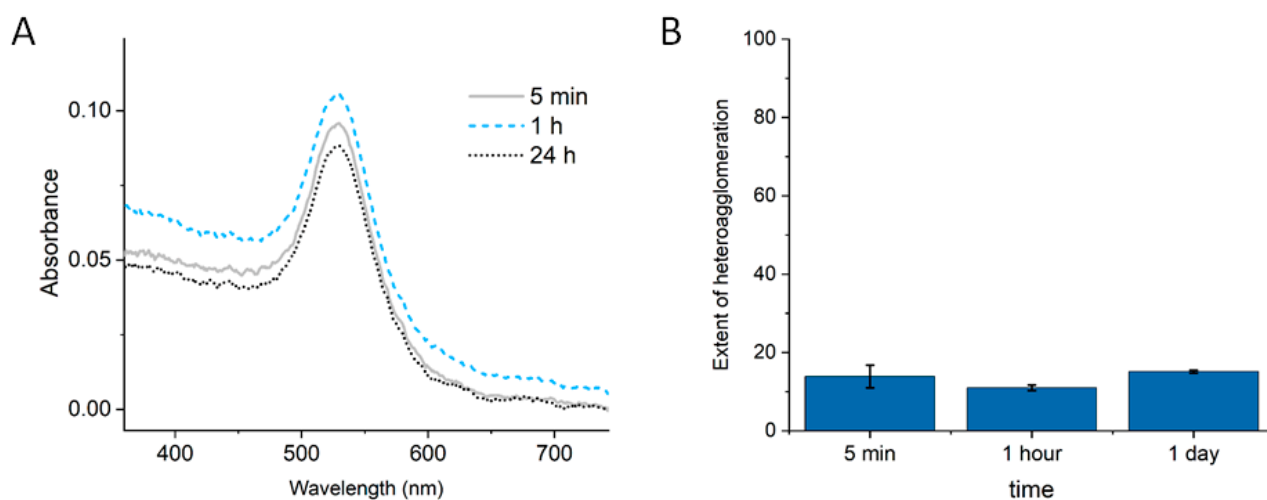 A
B
Absorbance
0.10
0.05
0.00
400
500
600
700
Wavelength (nm)
5 min
1 h
24 h
Extent of heteroagglomeration
100
80
60
40
20
0
5 min
1 hour
1 day
time